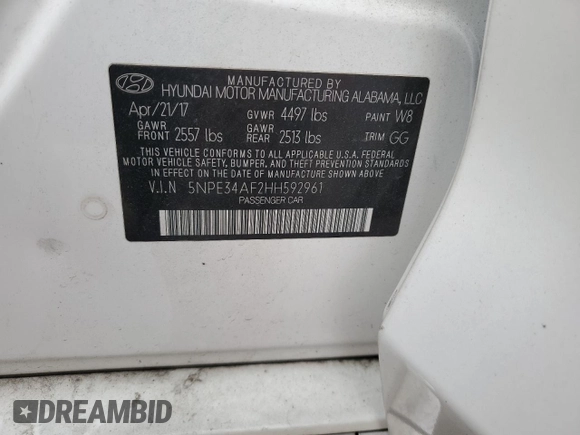 MANUFACTURED BY
HYUNDAI MOTOR MANUFACTURING ALABAMA, LLC
Apr/21/17 GVWR 4497 lbs PAINT W8
GAWR FRONT 2557 lbs GAWR REAR 2513 lbs TRIM GG
THIS VEHICLE CONFORMS TO ALL APPLICABLE U.S.A. FEDERAL
MOTOR VEHICLE SAFETY, BUMPER, AND THEFT PREVENTION
STANDARDS IN EFFECT ON THE DATE OF MANUFACTURE SHOWN ABOVE.
V.I.N 5NPE34AF2HH592961
PASSENGER CAR
DREAMBID